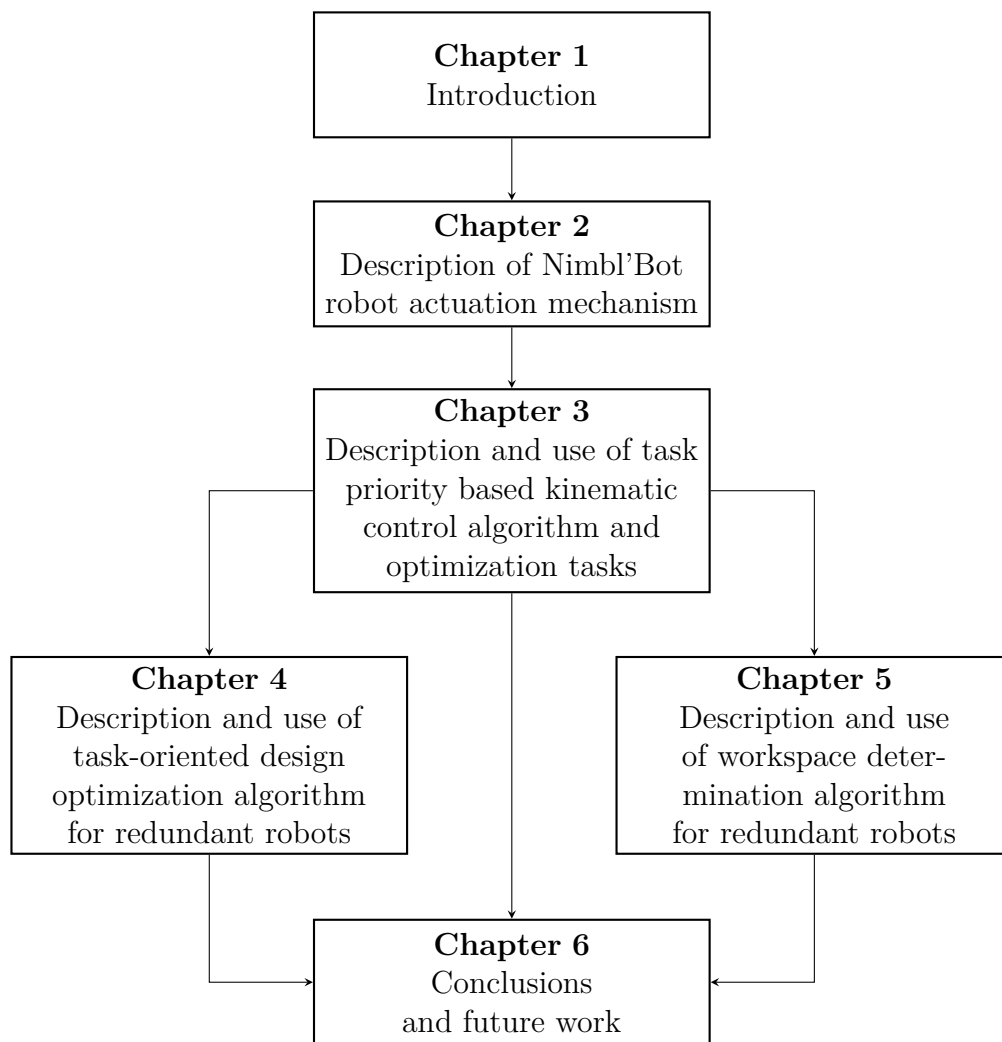 Chapter 1
Introduction
Chapter 2
Description of Nimbl'Bot
robot actuation mechanism
Chapter 3
Description and use of task
priority based kinematic
control algorithm and
optimization tasks
Chapter 4
Description and use of
task-oriented design
optimization algorithm
for redundant robots
Chapter 5
Description and use
of workspace deter-
mination algorithm
for redundant robots
Chapter 6
Conclusions
and future work